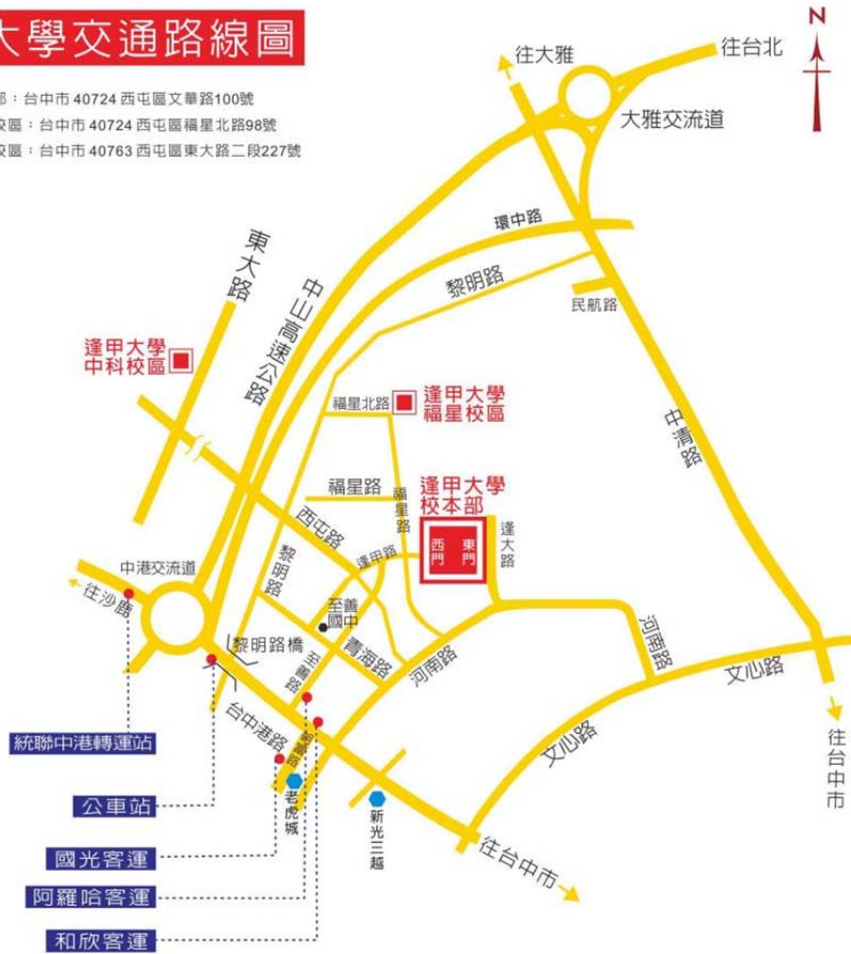 大學交通路線圖
部：台中市 40724 西屯區文華路100號
校區：台中市 40724 西屯區福星北路98號
校區：台中市 40763 西屯區東大路二段227號
N
往大雅
往台北
大雅交流道
環中路
東大路
中山高速公路
黎明路
民航路
逢甲大學
中科校區
福星北路
逢甲大學
福星校區
中清路
福星路
福星路
逢甲大學
校本部
西門
東門
逢大路
西屯路
逢甲路
黎明路
中港交流道
往沙鹿
至善
國中
黎明路橋
青海路
至善路
河南路
河南路
文心路
文心路
台中港路
朝富路
統聯中港轉運站
公車站
國光客運
阿羅哈客運
和欣客運
老虎城
新光三越
往台中市
往台中市